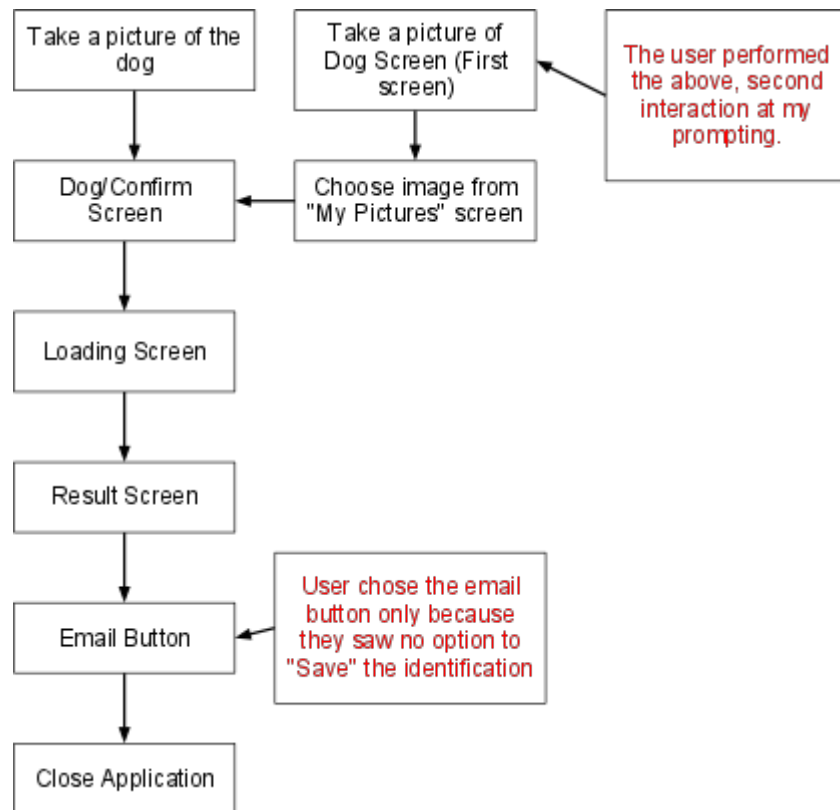 Take a picture of the
dog
Take a picture of
Dog Screen (First
screen)
The user performed
the above, second
interaction at my
prompting.
Dog/Confirm
Screen
Choose image from
"My Pictures" screen
Loading Screen
Result Screen
Email Button
User chose the email
button only because
they saw no option to
"Save" the identification
Close Application